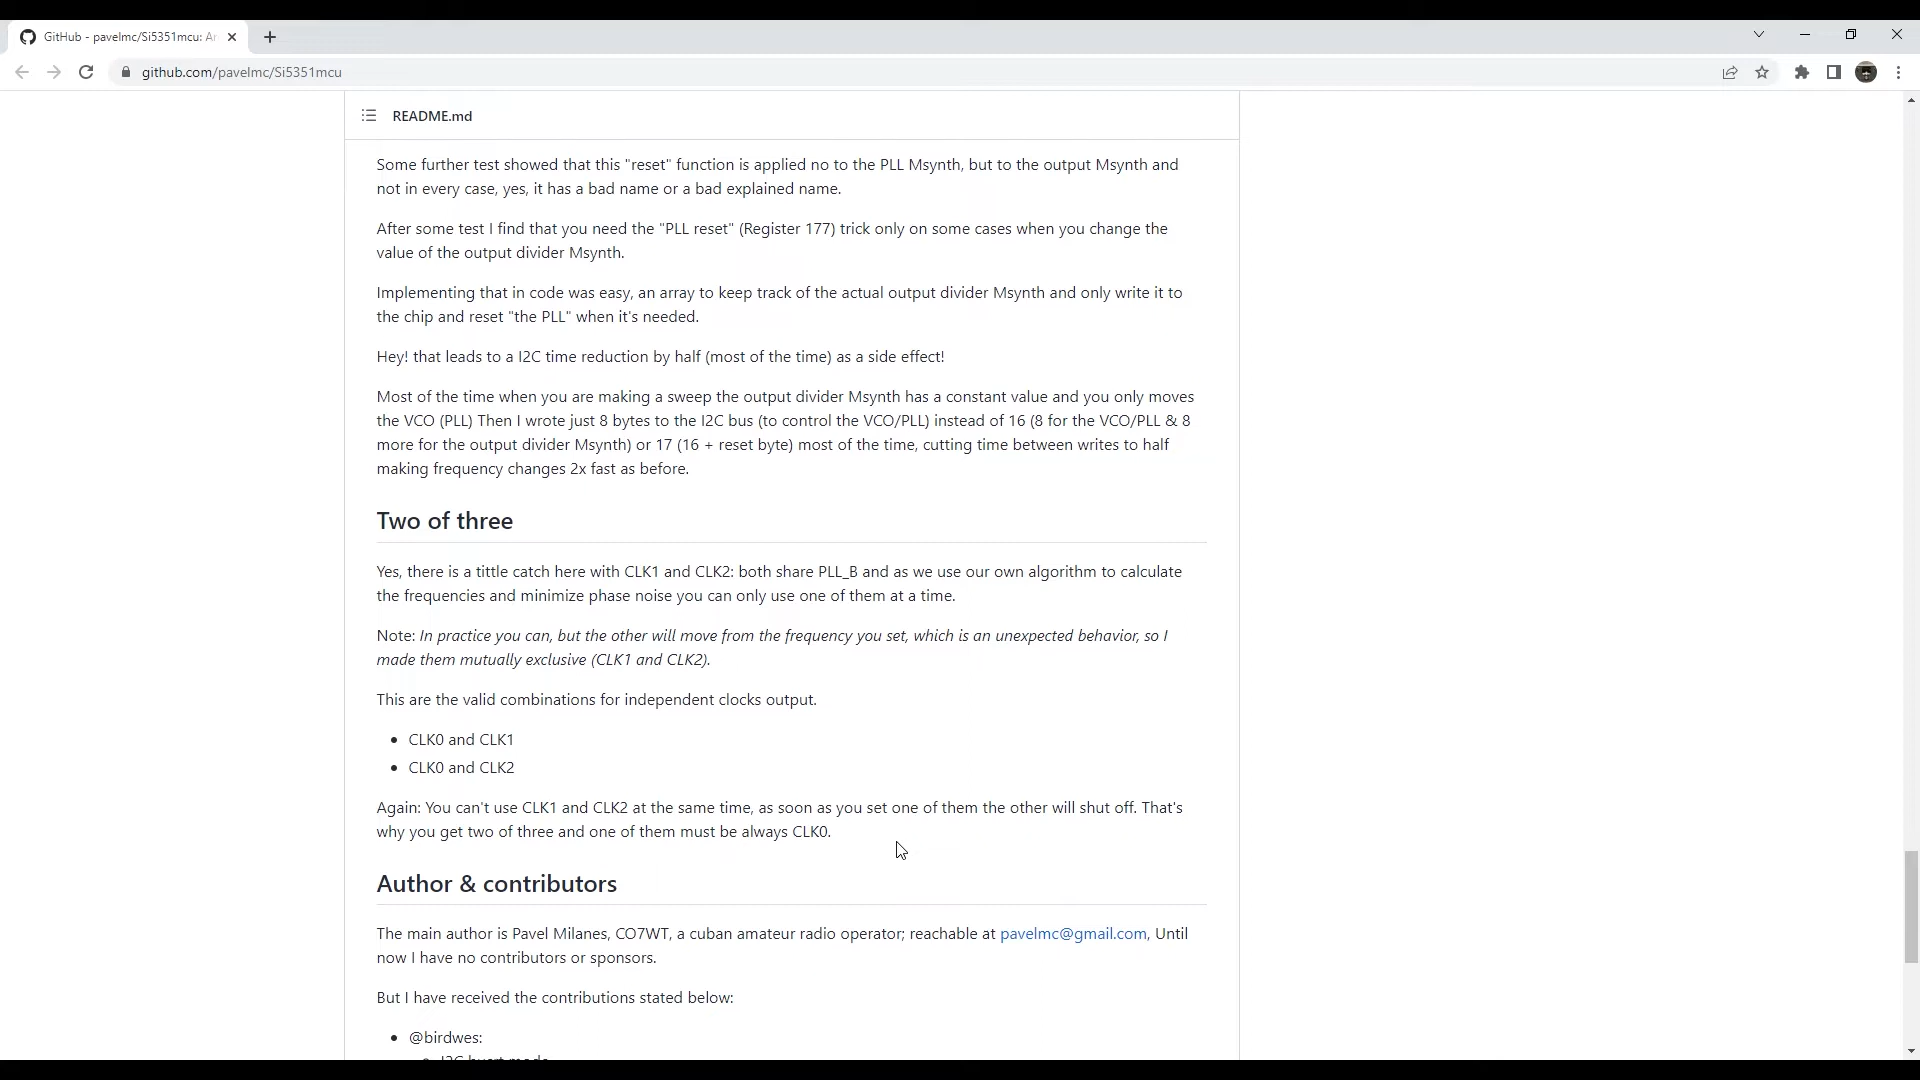 GitHub - pavelmc/Si5351mcu: Ar
github.com/pavelmc/Si5351mcu
README.md
Some further test showed that this "reset" function is applied no to the PLL Msynth, but to the output Msynth and
not in every case, yes, it has a bad name or a bad explained name.
After some test I find that you need the "PLL reset" (Register 177) trick only on some cases when you change the
value of the output divider Msynth.
Implementing that in code was easy, an array to keep track of the actual output divider Msynth and only write it to
the chip and reset "the PLL" when it's needed.
Hey! that leads to a I2C time reduction by half (most of the time) as a side effect!
Most of the time when you are making a sweep the output divider Msynth has a constant value and you only moves
the VCO (PLL) Then I wrote just 8 bytes to the I2C bus (to control the VCO/PLL) instead of 16 (8 for the VCO/PLL & 8
more for the output divider Msynth) or 17 (16 + reset byte) most of the time, cutting time between writes to half
making frequency changes 2x fast as before.
Two of three
Yes, there is a tittle catch here with CLK1 and CLK2: both share PLL_B and as we use our own algorithm to calculate
the frequencies and minimize phase noise you can only use one of them at a time.
Note: In practice you can, but the other will move from the frequency you set, which is an unexpected behavior, so I
made them mutually exclusive (CLK1 and CLK2).
This are the valid combinations for independent clocks output.
• CLK0 and CLK1
• CLK0 and CLK2
Again: You can't use CLK1 and CLK2 at the same time, as soon as you set one of them the other will shut off. That's
why you get two of three and one of them must be always CLK0.
Author & contributors
The main author is Pavel Milanes, CO7WT, a cuban amateur radio operator; reachable at pavelmc@gmail.com, Until
now I have no contributors or sponsors.
But I have received the contributions stated below:
• @birdwes: